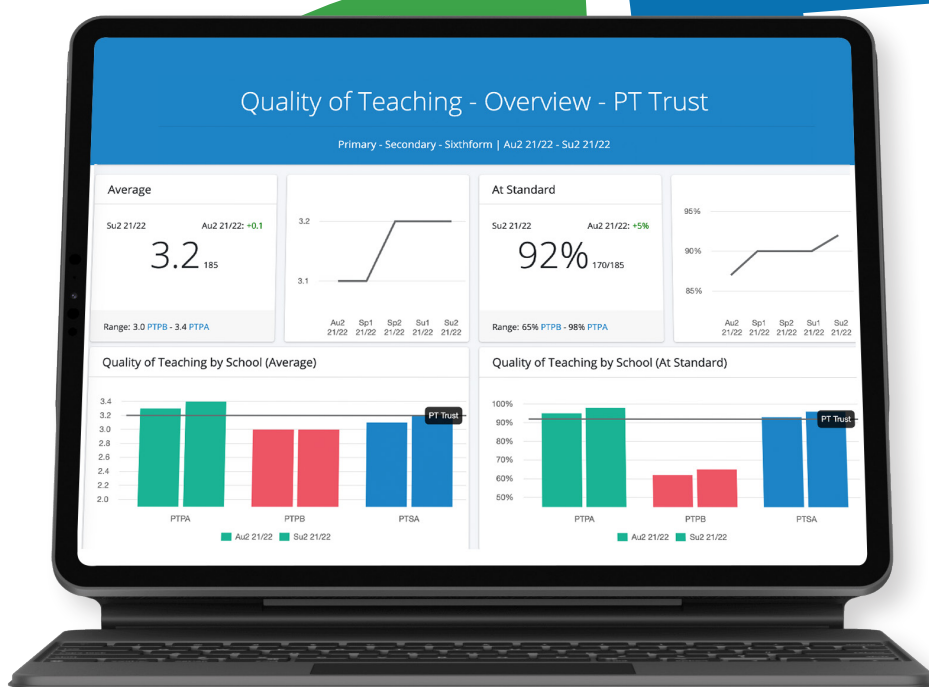 Quality of Teaching - Overview - PT Trust
Primary - Secondary - Sixthform | Au2 21/22 - Su2 21/22
Average
Su2 21/22 Au2 21/22: +0.1
3.2 185
Range: 3.0 PTPB - 3.4 PTPA
3.2
3.1
Au2 Sp1 Sp2 Su1 Su2
21/22 21/22 21/22 21/22 21/22
At Standard
Su2 21/22 Au2 21/22: +5%
92% 170/185
Range: 65% PTPB - 98% PTPA
95%
90%
85%
Au2 Sp1 Sp2 Su1 Su2
21/22 21/22 21/22 21/22 21/22
Quality of Teaching by School (Average)
3.4
3.2
3.0
2.8
2.6
2.4
2.2
2.0
PT Trust
PTPA PTPB PTSA
Au2 21/22 Su2 21/22
Quality of Teaching by School (At Standard)
100%
90%
80%
70%
60%
50%
PT Trust
PTPA PTPB PTSA
Au2 21/22 Su2 21/22